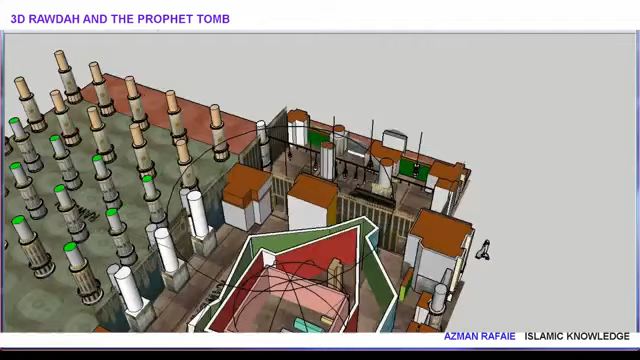 3D RAWDAH AND THE PROPHET TOMB
AZMAN RAFAIE ISLAMIC KNOWLEDGE